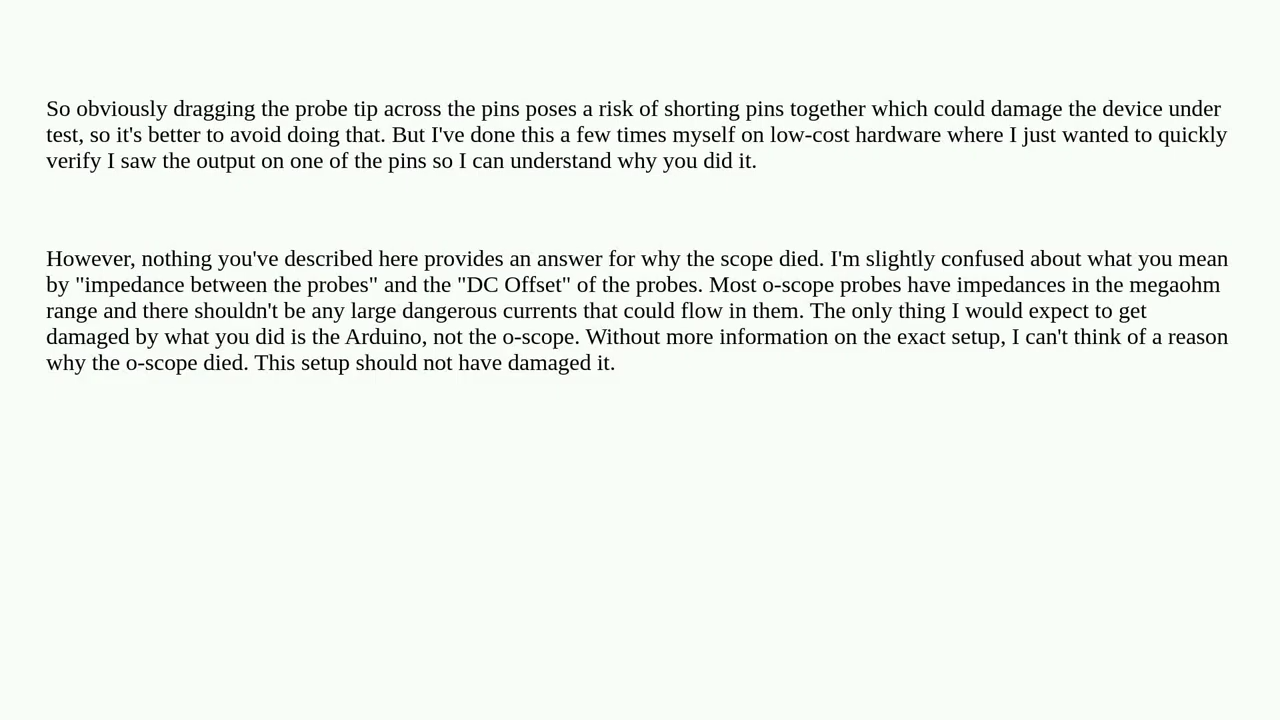 So obviously dragging the probe tip across the pins poses a risk of shorting pins together which could damage the device under
test, so it's better to avoid doing that. But I've done this a few times myself on low-cost hardware where I just wanted to quickly
verify I saw the output on one of the pins so I can understand why you did it.
However, nothing you've described here provides an answer for why the scope died. I'm slightly confused about what you mean
by "impedance between the probes" and the "DC Offset" of the probes. Most o-scope probes have impedances in the megaohm
range and there shouldn't be any large dangerous currents that could flow in them. The only thing I would expect to get
damaged by what you did is the Arduino, not the o-scope. Without more information on the exact setup, I can't think of a reason
why the o-scope died. This setup should not have damaged it.